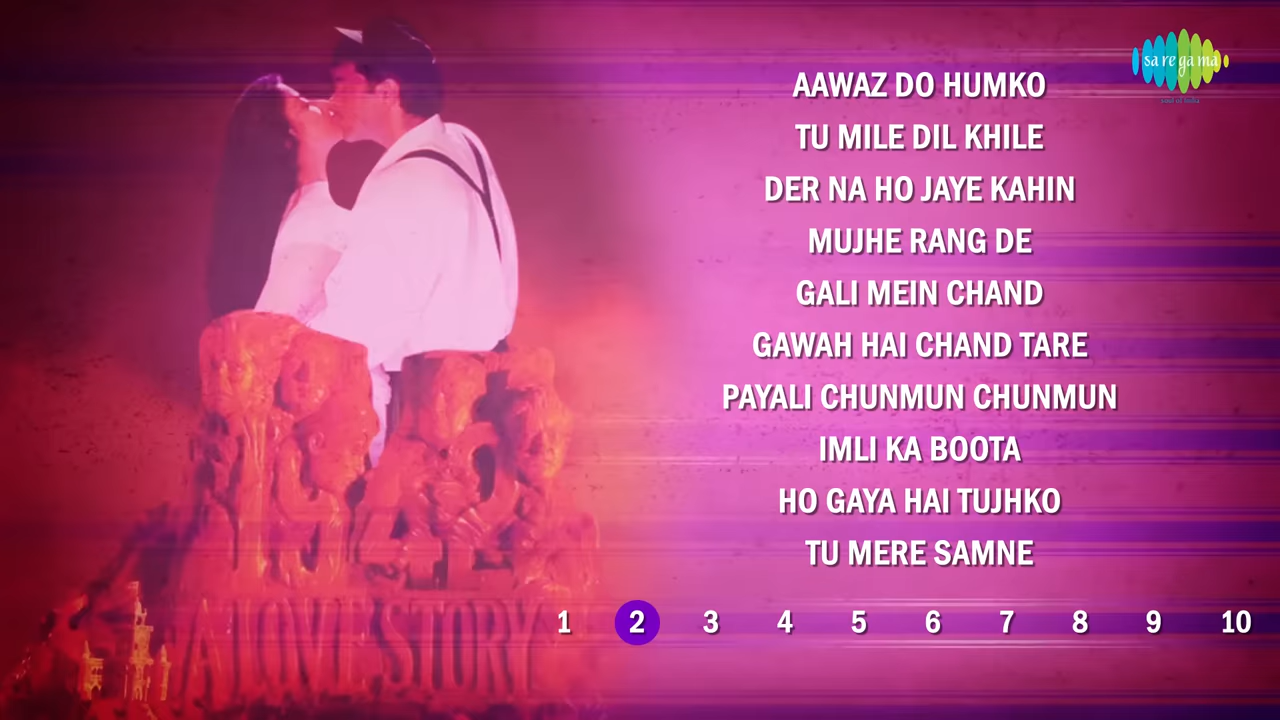 sa re ga ma
AAWAZ DO HUMKO
TU MILE DIL KHILE
DER NA HO JAYE KAHIN
MUJHE RANG DE
GALI MEIN CHAND
GAWAH HAI CHAND TARE
PAYALI CHUNMUN CHUNMUN
IMLI KA BOOTA
HO GAYA HAI TUJHKO
TU MERE SAMNE
1 2 3 4 5 6 7 8 9 10
1942
A LOVE STORY